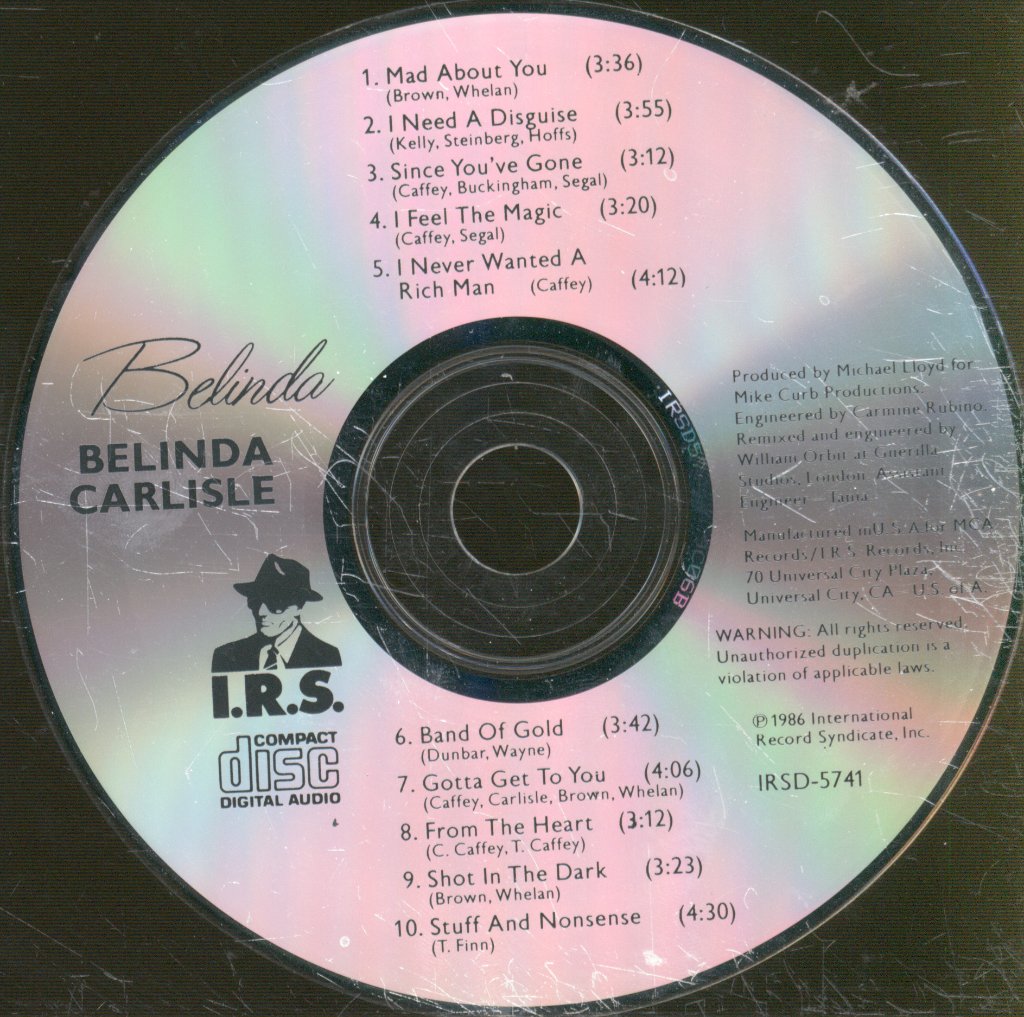 1. Mad About You (3:36)
(Brown, Whelan)
2. I Need A Disguise (3:55)
(Kelly, Steinberg, Hoffs)
3. Since You've Gone (3:12)
(Caffey, Buckingham, Segal)
4. I Feel The Magic (3:20)
(Caffey, Segal)
5. I Never Wanted A
Rich Man (Caffey) (4:12)
Belinda
BELINDA
CARLISLE
I.R.S.
COMPACT
disc
DIGITAL AUDIO
IRSD5
Produced by Michael Lloyd for
Mike Curb Productions.
Engineered by Carmine Rubino.
Remixed and engineered by
William Orbit at Guerilla
Studios, London. Assistant
Engineer – Tania
Manufactured in U.S.A. for MCA
Records/I.R.S. Records, Inc.
70 Universal City Plaza,
Universal City, CA – U.S. of A.
WARNING: All rights reserved.
Unauthorized duplication is a
violation of applicable laws.
℗ 1986 International
Record Syndicate, Inc.
IRSD-5741
6. Band Of Gold (3:42)
(Dunbar, Wayne)
7. Gotta Get To You (4:06)
(Caffey, Carlisle, Brown, Whelan)
8. From The Heart (3:12)
(C. Caffey, T. Caffey)
9. Shot In The Dark (3:23)
(Brown, Whelan)
10. Stuff And Nonsense (4:30)
(T. Finn)